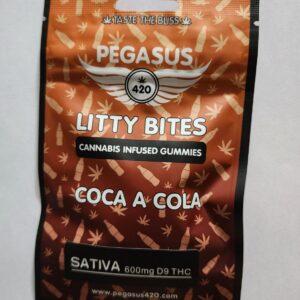 TASTE THE BLISS
PEGASUS
420
LITTY BITES
CANNABIS INFUSED GUMMIES
COCA A COLA
SATIVA 600mg D9 THC
www.pegasus420.com